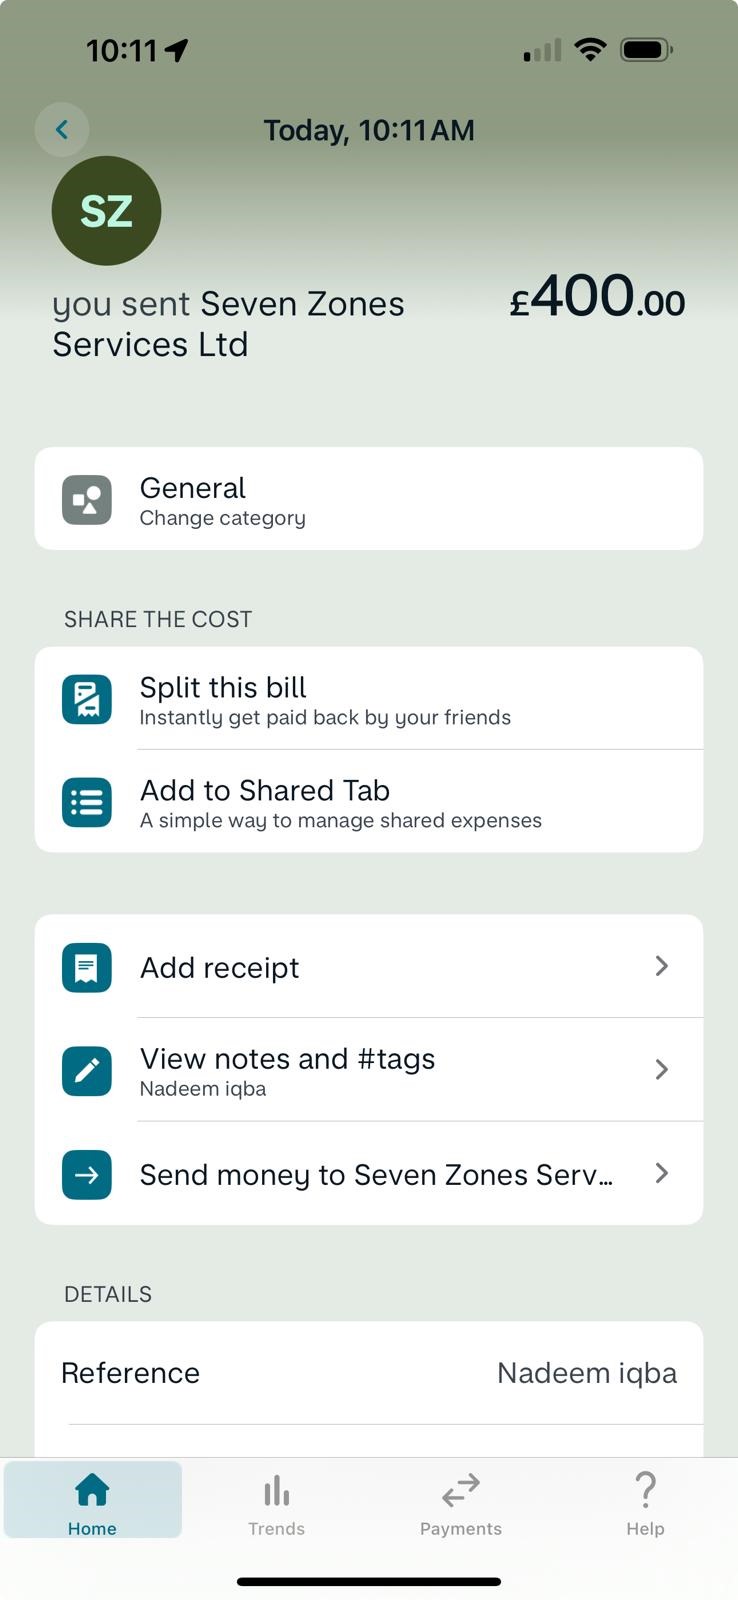 10:11
Today, 10:11 AM
SZ
you sent Seven Zones
Services Ltd
£400.00
General
Change category
SHARE THE COST
Split this bill
Instantly get paid back by your friends
Add to Shared Tab
A simple way to manage shared expenses
Add receipt
View notes and #tags
Nadeem iqba
Send money to Seven Zones Serv...
DETAILS
Reference
Nadeem iqba
Home
Trends
Payments
Help